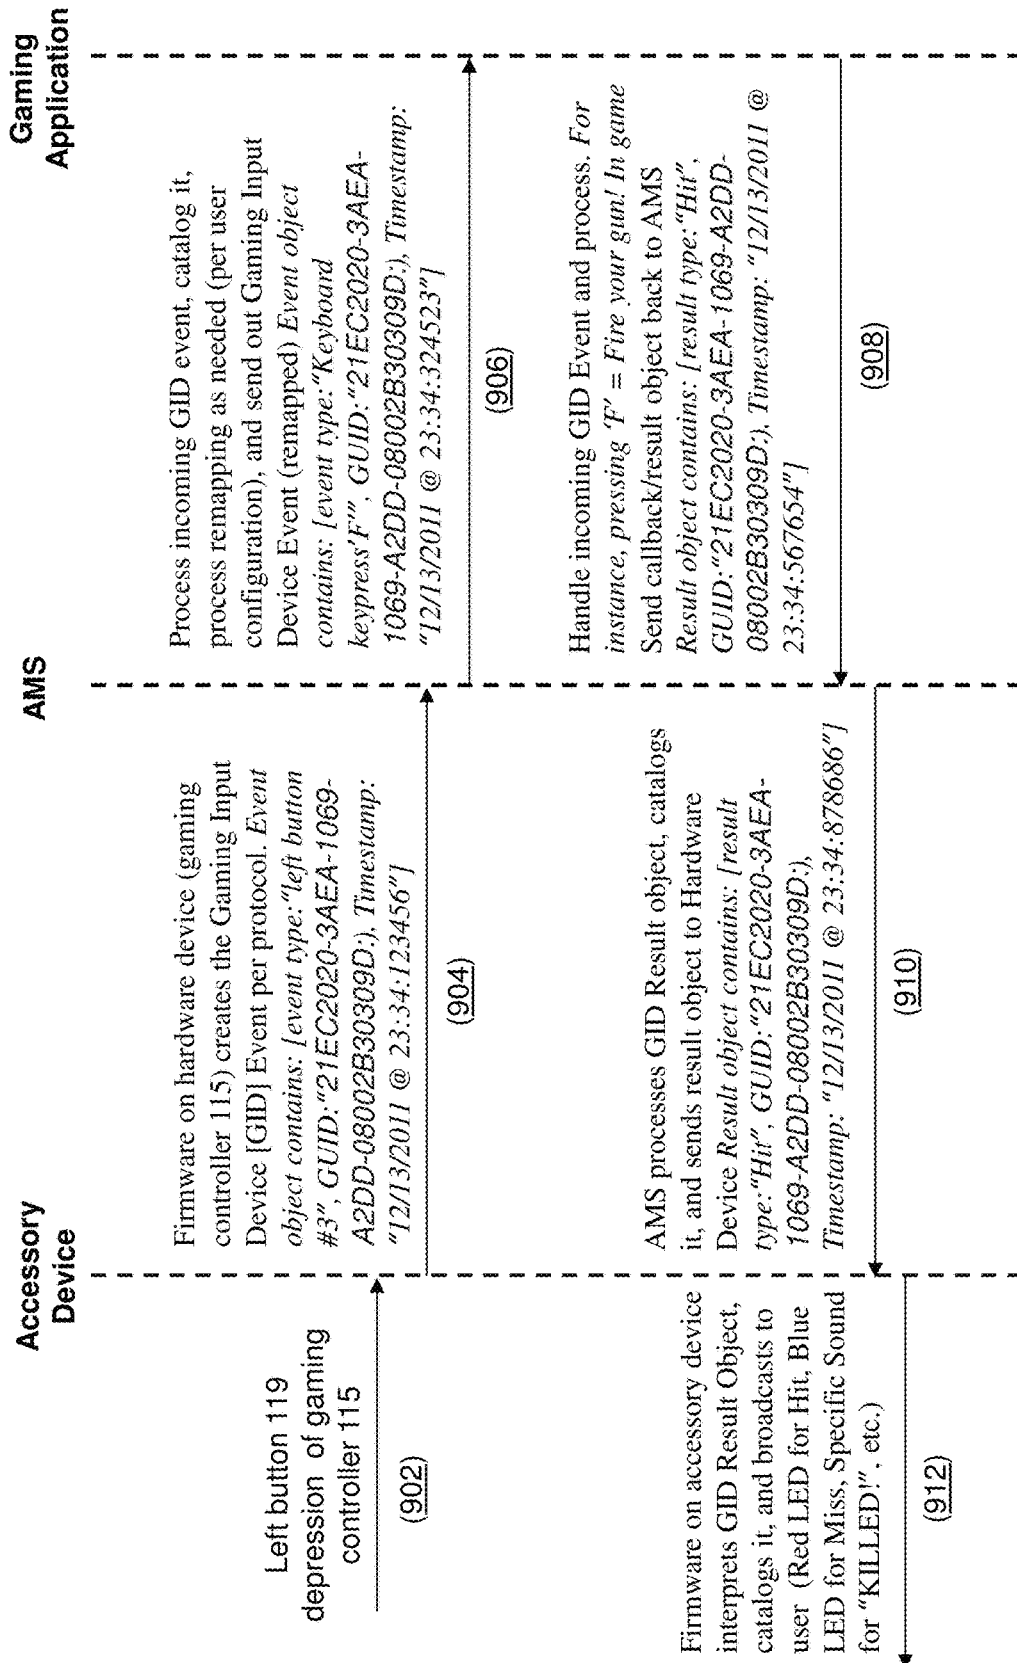 Accessory
Device
AMS
Gaming
Application
Left button 119
depression of gaming
controller 115
(902)
Firmware on hardware device (gaming
controller 115) creates the Gaming Input
Device [GID] Event per protocol. Event
object contains: [event type:“left button
#3”, GUID:“21EC2020-3AEA-1069-
A2DD-08002B30309D:), Timestamp:
“12/13/2011 @ 23:34:123456”]
(904)
Process incoming GID event, catalog it,
process remapping as needed (per user
configuration), and send out Gaming Input
Device Event (remapped) Event object
contains: [event type:“Keyboard
keypress‘F’”, GUID:“21EC2020-3AEA-
1069-A2DD-08002B30309D:), Timestamp:
“12/13/2011 @ 23:34:324523”]
(906)
Handle incoming GID Event and process. For
instance, pressing ‘F’ = Fire your gun! In game
Send callback/result object back to AMS
Result object contains: [result type:“Hit”,
GUID:“21EC2020-3AEA-1069-A2DD-
08002B30309D:), Timestamp: “12/13/2011 @
23:34:567654”]
(908)
AMS processes GID Result object, catalogs
it, and sends result object to Hardware
Device Result object contains: [result
type:“Hit”, GUID:“21EC2020-3AEA-
1069-A2DD-08002B30309D:),
Timestamp: “12/13/2011 @ 23:34:878686”]
(910)
Firmware on accessory device
interprets GID Result Object,
catalogs it, and broadcasts to
user (Red LED for Hit, Blue
LED for Miss, Specific Sound
for “KILLED!”, etc.)
(912)